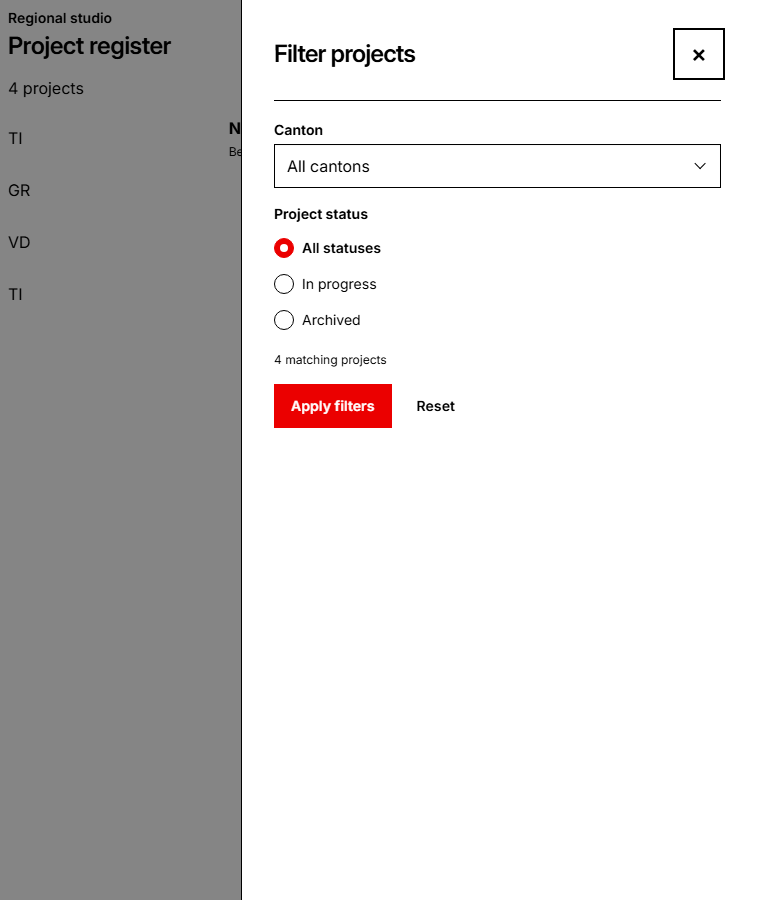 Regional studio
Project register
4 projects
TI
GR
VD
TI
Filter projects
Canton
All cantons
Project status
All statuses
In progress
Archived
4 matching projects
Apply filters
Reset